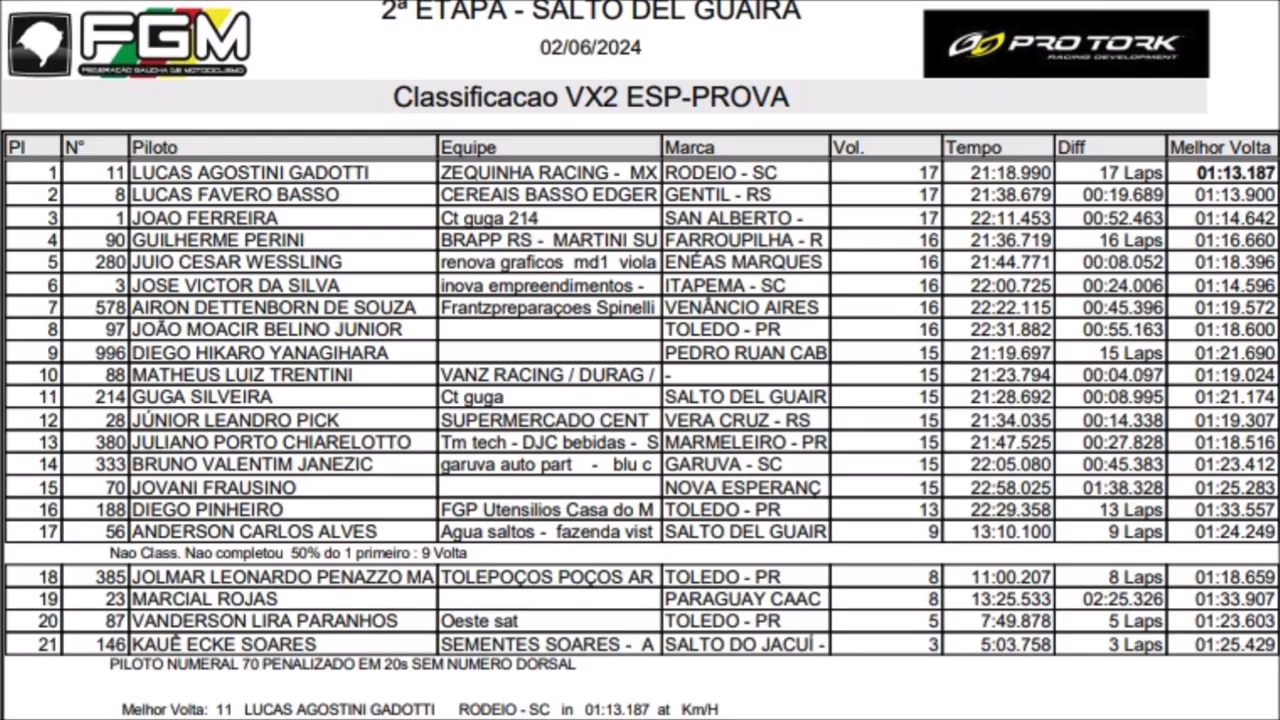 2ª ETAPA - SALTO DEL GUAIRA
FGM
FEDERAÇÃO GAÚCHA DE MOTOCICLISMO
02/06/2024
PRO TORK
RACING DEVELOPMENT
Classificacao VX2 ESP-PROVA
Pl N° Piloto Equipe Marca Vol. Tempo Diff Melhor Volta
1 11 LUCAS AGOSTINI GADOTTI ZEQUINHA RACING - MX RODEIO - SC 17 21:18.990 17 Laps 01:13.187
2 8 LUCAS FAVERO BASSO CEREAIS BASSO EDGER GENTIL - RS 17 21:38.679 00:19.689 01:13.900
3 1 JOAO FERREIRA Ct guga 214 SAN ALBERTO - 17 22:11.453 00:52.463 01:14.642
4 90 GUILHERME PERINI BRAPP RS - MARTINI SU FARROUPILHA - R 16 21:36.719 16 Laps 01:16.660
5 280 JUIO CESAR WESSLING renova graficos md1 viola ENÉAS MARQUES 16 21:44.771 00:08.052 01:18.396
6 3 JOSE VICTOR DA SILVA inova empreendimentos - ITAPEMA - SC 16 22:00.725 00:24.006 01:14.596
7 578 AIRON DETTENBORN DE SOUZA Frantzpreparaçoes Spinelli VENÂNCIO AIRES 16 22:22.115 00:45.396 01:19.572
8 97 JOÃO MOACIR BELINO JUNIOR TOLEDO - PR 16 22:31.882 00:55.163 01:18.600
9 996 DIEGO HIKARO YANAGIHARA PEDRO RUAN CAB 15 21:19.697 15 Laps 01:21.690
10 88 MATHEUS LUIZ TRENTINI VANZ RACING / DURAG / - 15 21:23.794 00:04.097 01:19.024
11 214 GUGA SILVEIRA Ct guga SALTO DEL GUAIR 15 21:28.692 00:08.995 01:21.174
12 28 JÚNIOR LEANDRO PICK SUPERMERCADO CENT VERA CRUZ - RS 15 21:34.035 00:14.338 01:19.307
13 380 JULIANO PORTO CHIARELOTTO Tm tech - DJC bebidas - S MARMELEIRO - PR 15 21:47.525 00:27.828 01:18.516
14 333 BRUNO VALENTIM JANEZIC garuva auto part - blu c GARUVA - SC 15 22:05.080 00:45.383 01:23.412
15 70 JOVANI FRAUSINO NOVA ESPERANÇ 15 22:58.025 01:38.328 01:25.283
16 188 DIEGO PINHEIRO FGP Utensilios Casa do M TOLEDO - PR 13 22:29.358 13 Laps 01:33.557
17 56 ANDERSON CARLOS ALVES Agua saltos - fazenda vist SALTO DEL GUAIR 9 13:10.100 9 Laps 01:24.249
Nao Class. Nao completou 50% do 1 primeiro : 9 Volta
18 385 JOLMAR LEONARDO PENAZZO MA TOLEPOÇOS POÇOS AR TOLEDO - PR 8 11:00.207 8 Laps 01:18.659
19 23 MARCIAL ROJAS PARAGUAY CAAC 8 13:25.533 02:25.326 01:33.907
20 87 VANDERSON LIRA PARANHOS Oeste sat TOLEDO - PR 5 7:49.878 5 Laps 01:23.603
21 146 KAUÊ ECKE SOARES SEMENTES SOARES - A SALTO DO JACUÍ - 3 5:03.758 3 Laps 01:25.429
PILOTO NUMERAL 70 PENALIZADO EM 20s SEM NUMERO DORSAL
Melhor Volta: 11 LUCAS AGOSTINI GADOTTI RODEIO - SC in 01:13.187 at Km/H